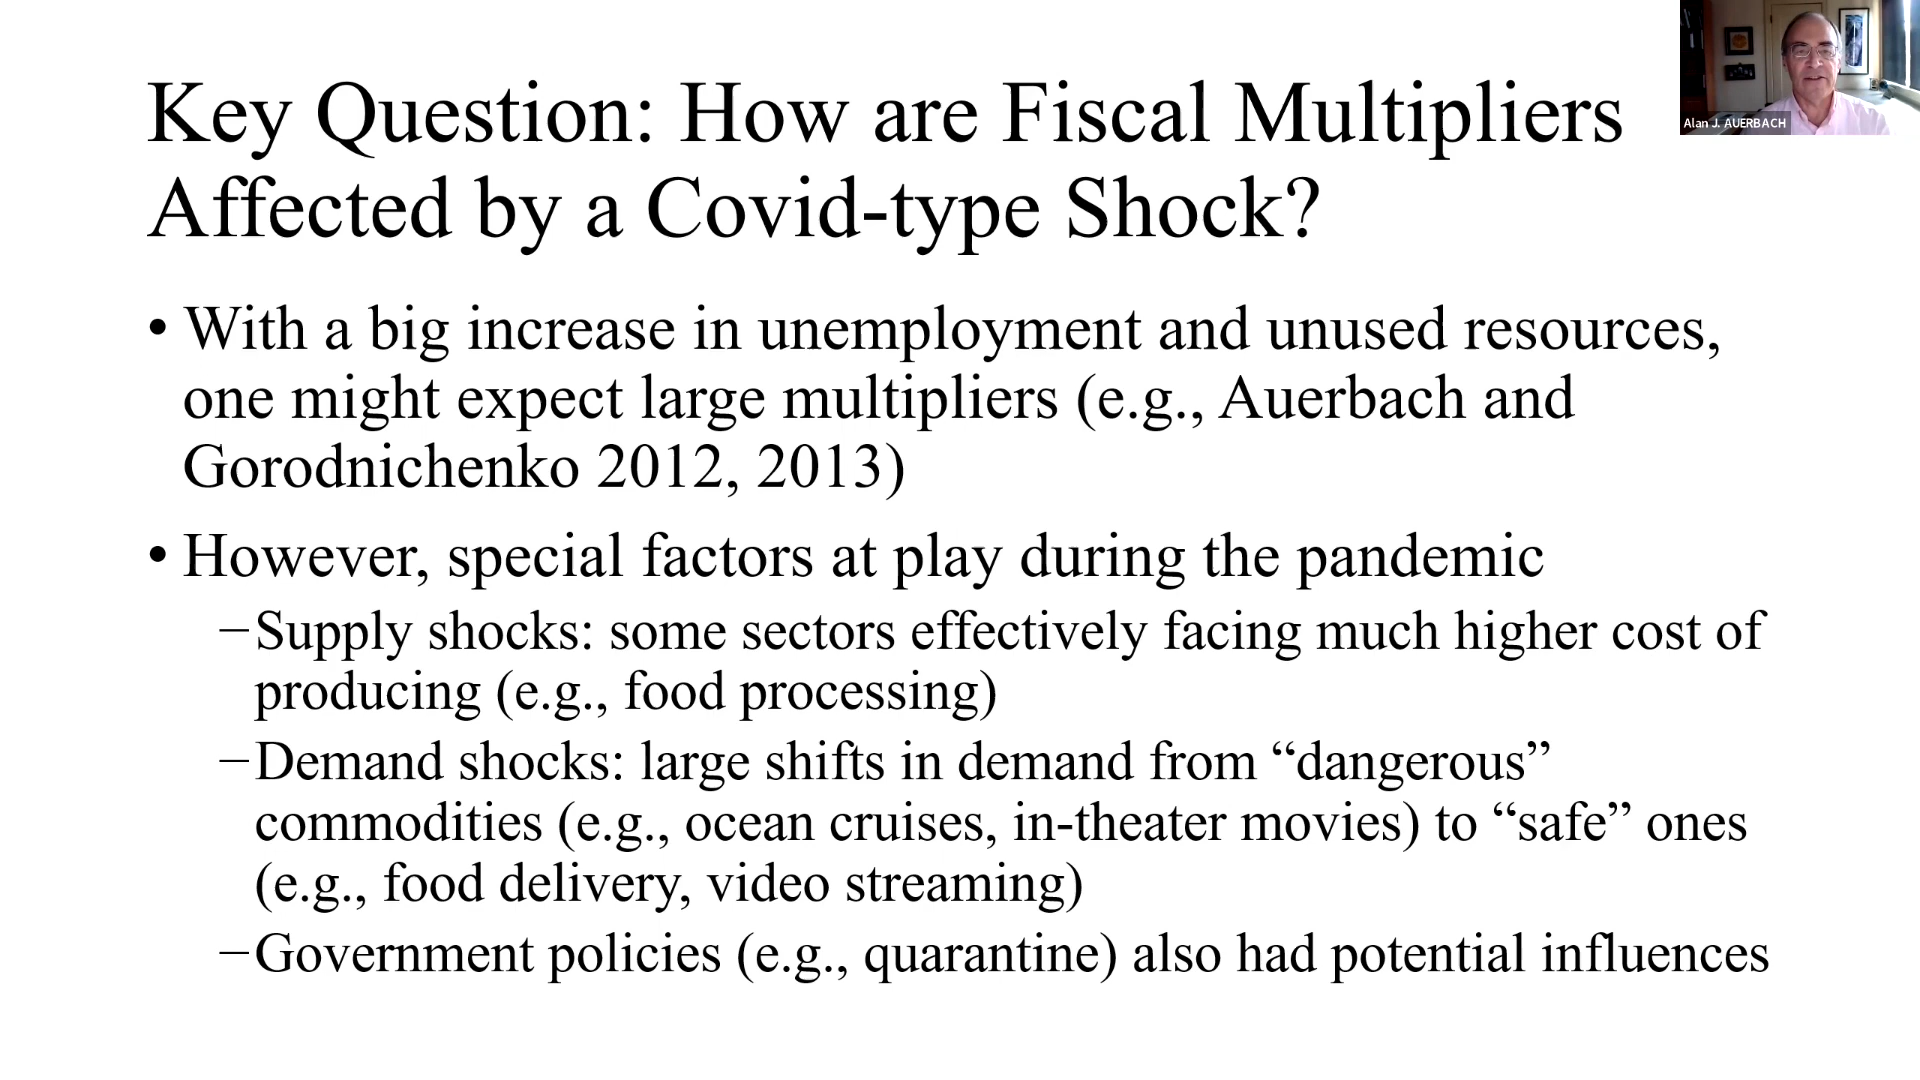 Key Question: How are Fiscal Multipliers
Affected by a Covid-type Shock?
Alan J. AUERBACH
• With a big increase in unemployment and unused resources,
one might expect large multipliers (e.g., Auerbach and
Gorodnichenko 2012, 2013)
• However, special factors at play during the pandemic
–Supply shocks: some sectors effectively facing much higher cost of
producing (e.g., food processing)
–Demand shocks: large shifts in demand from “dangerous”
commodities (e.g., ocean cruises, in-theater movies) to “safe” ones
(e.g., food delivery, video streaming)
–Government policies (e.g., quarantine) also had potential influences